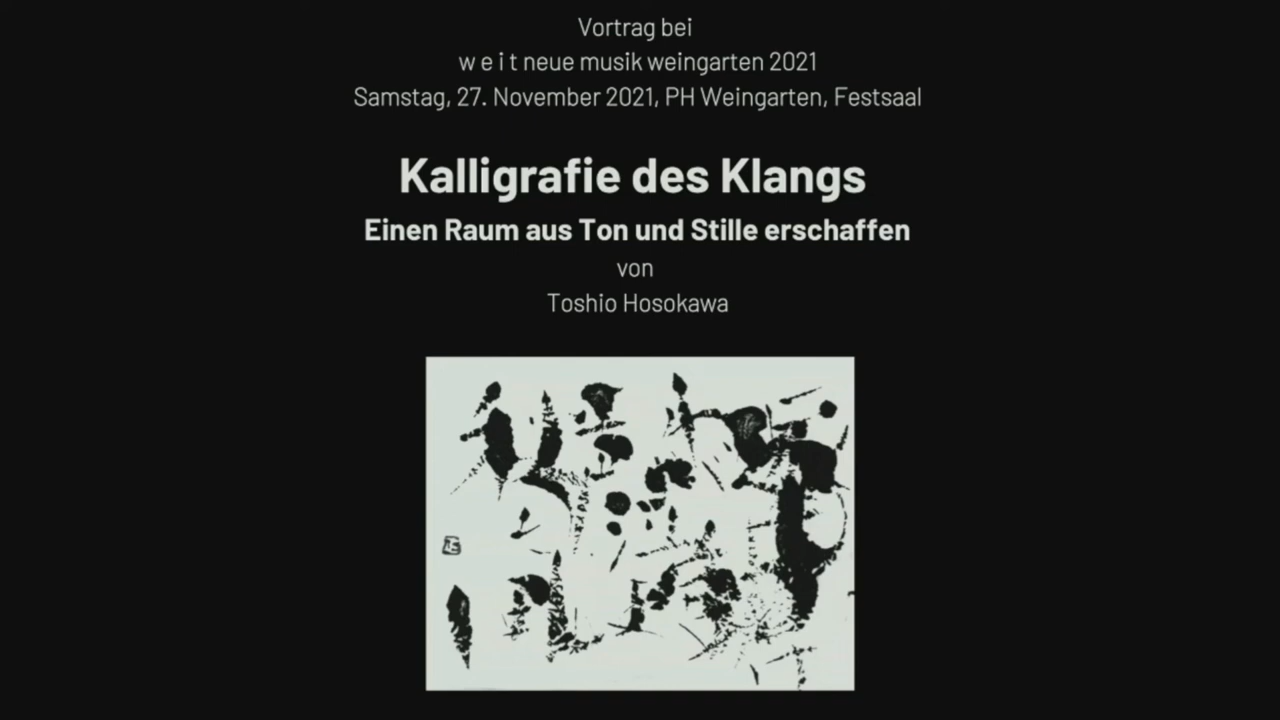 Vortrag bei
w e i t neue musik weingarten 2021
Samstag, 27. November 2021, PH Weingarten, Festsaal
Kalligrafie des Klangs
Einen Raum aus Ton und Stille erschaffen
von
Toshio Hosokawa